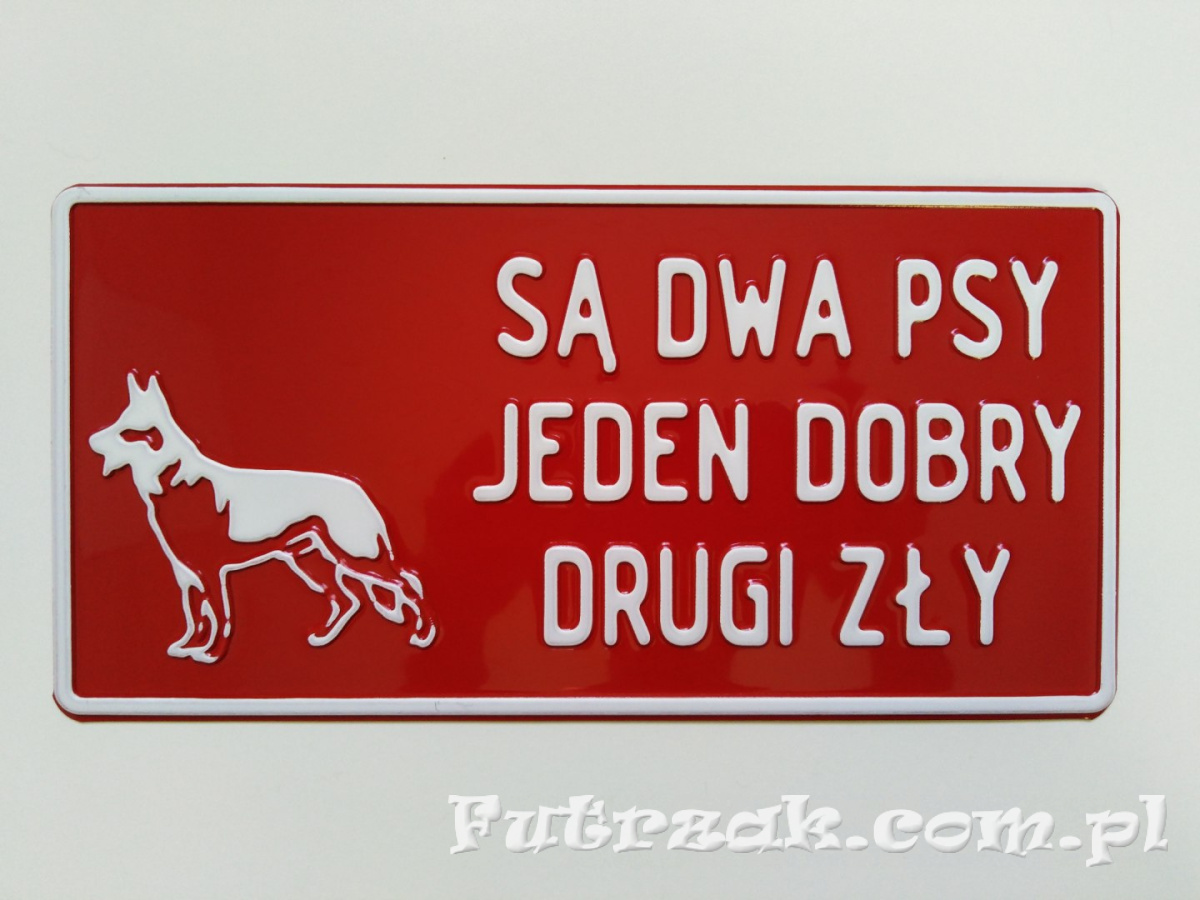 SĄ DWA PSY
JEDEN DOBRY
DRUGI ZŁY
Futrzak.com.pl